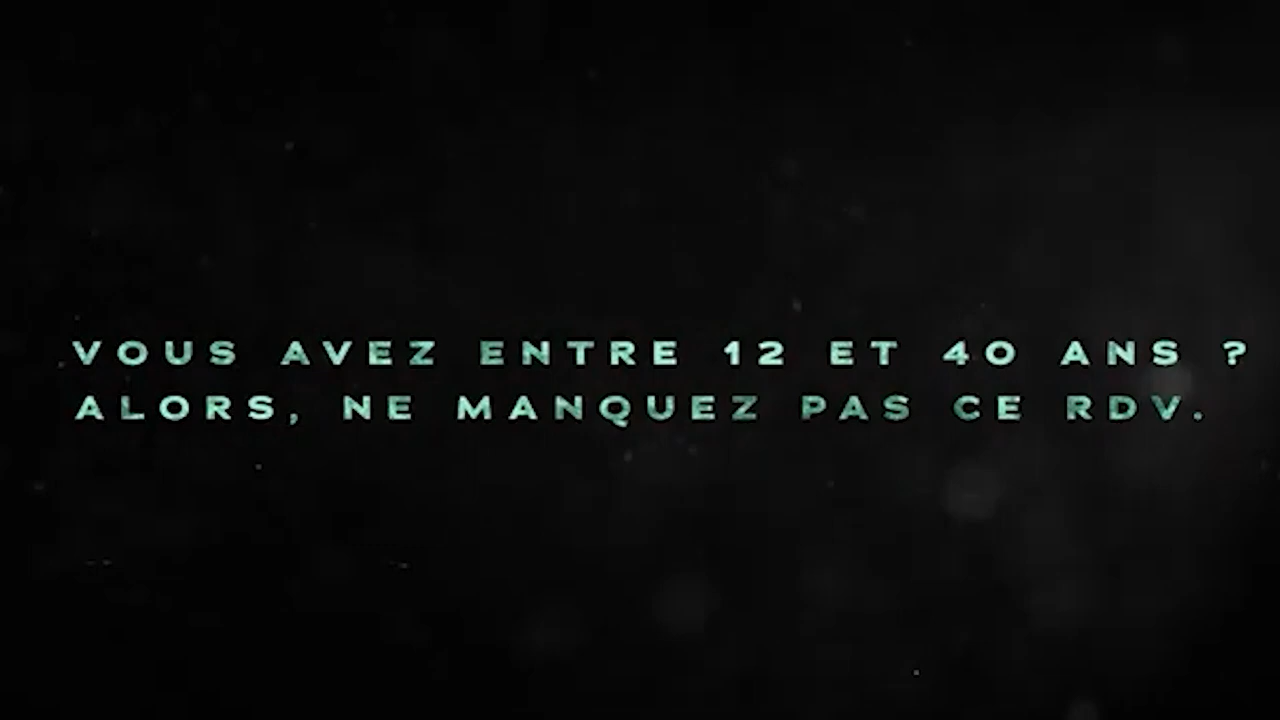 VOUS AVEZ ENTRE 12 ET 40 ANS ?
ALORS, NE MANQUEZ PAS CE RDV.